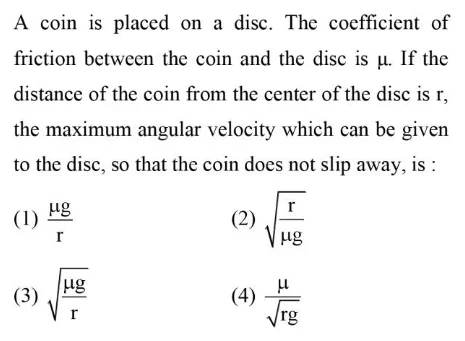 A coin is placed on a disc. The coefficient of
friction between the coin and the disc is μ. If the
distance of the coin from the center of the disc is r,
the maximum angular velocity which can be given
to the disc, so that the coin does not slip away, is :
(1) μg/r (2) √(r/μg)
(3) √(μg/r) (4) μ/√rg